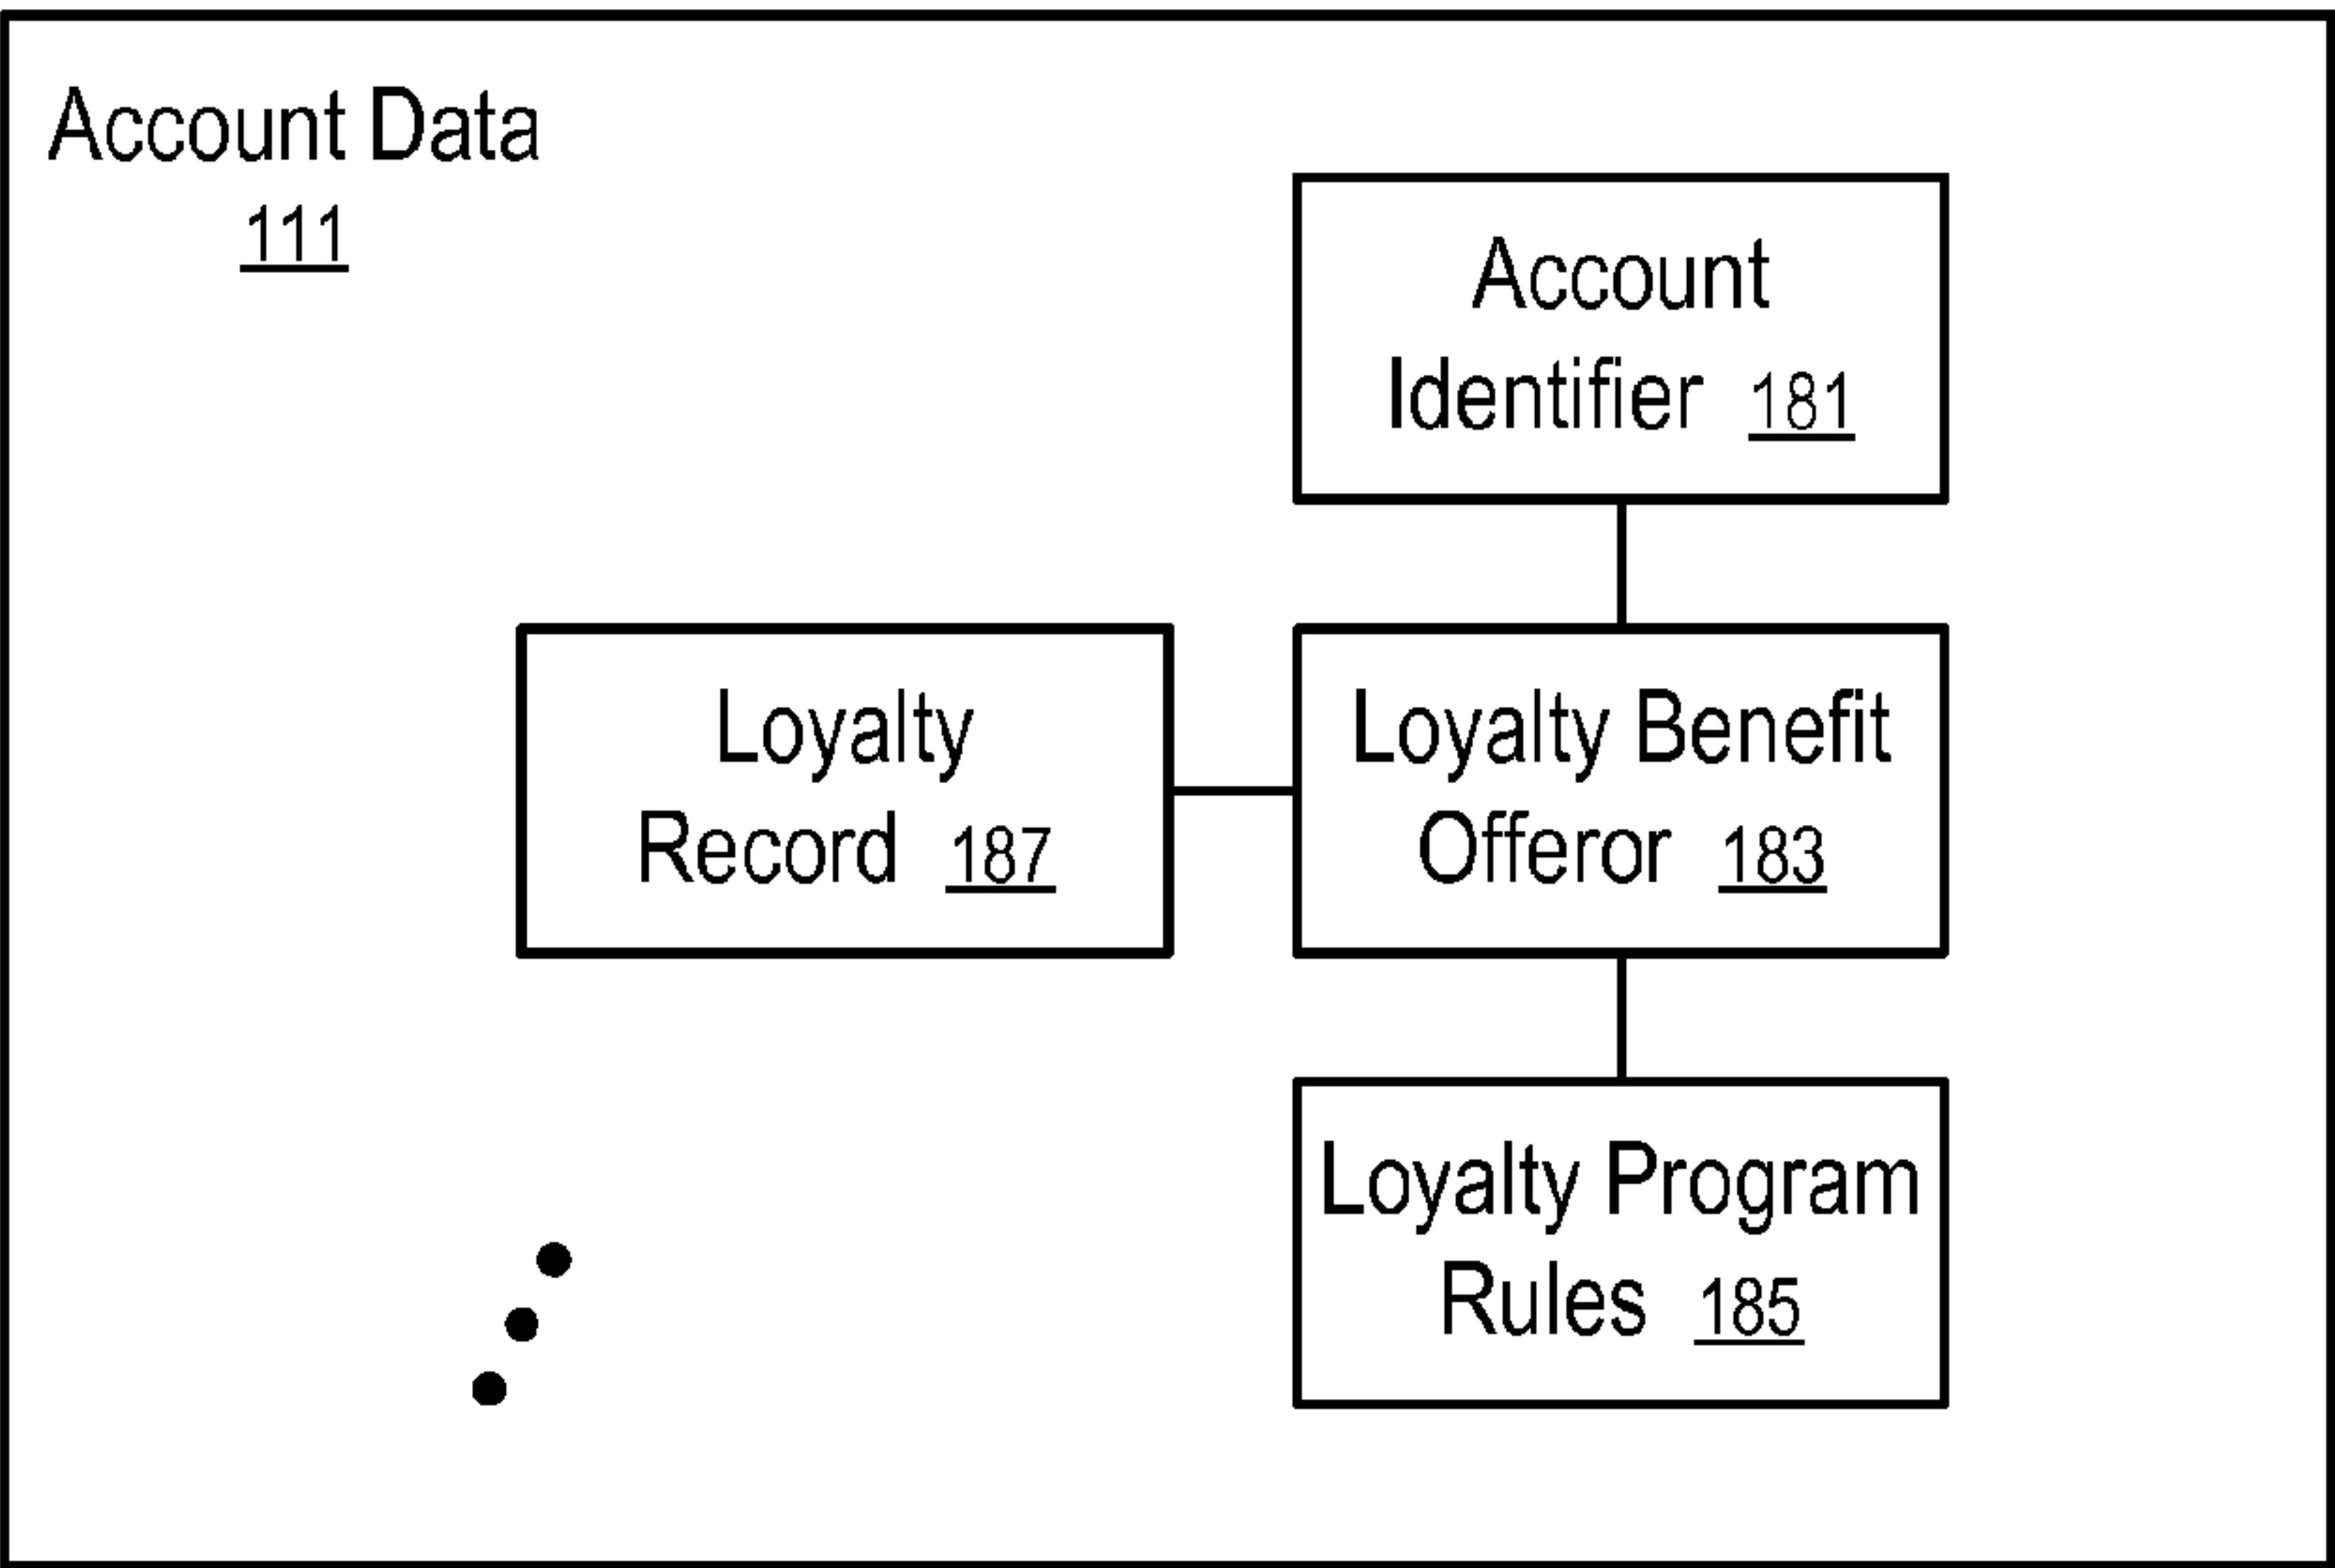 Account Data
111
Account
Identifier 181
Loyalty
Record 187
Loyalty Benefit
Offeror 183
Loyalty Program
Rules 185